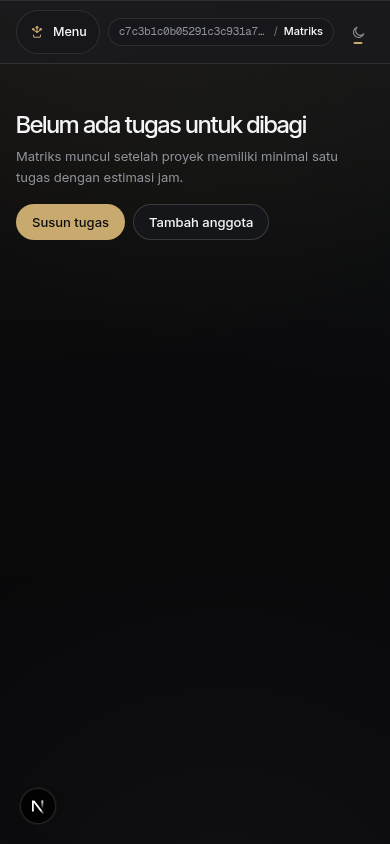 Menu
c7c3b1c0b05291c3c931a7… / Matriks
Belum ada tugas untuk dibagi
Matriks muncul setelah proyek memiliki minimal satu
tugas dengan estimasi jam.
Susun tugas
Tambah anggota
N